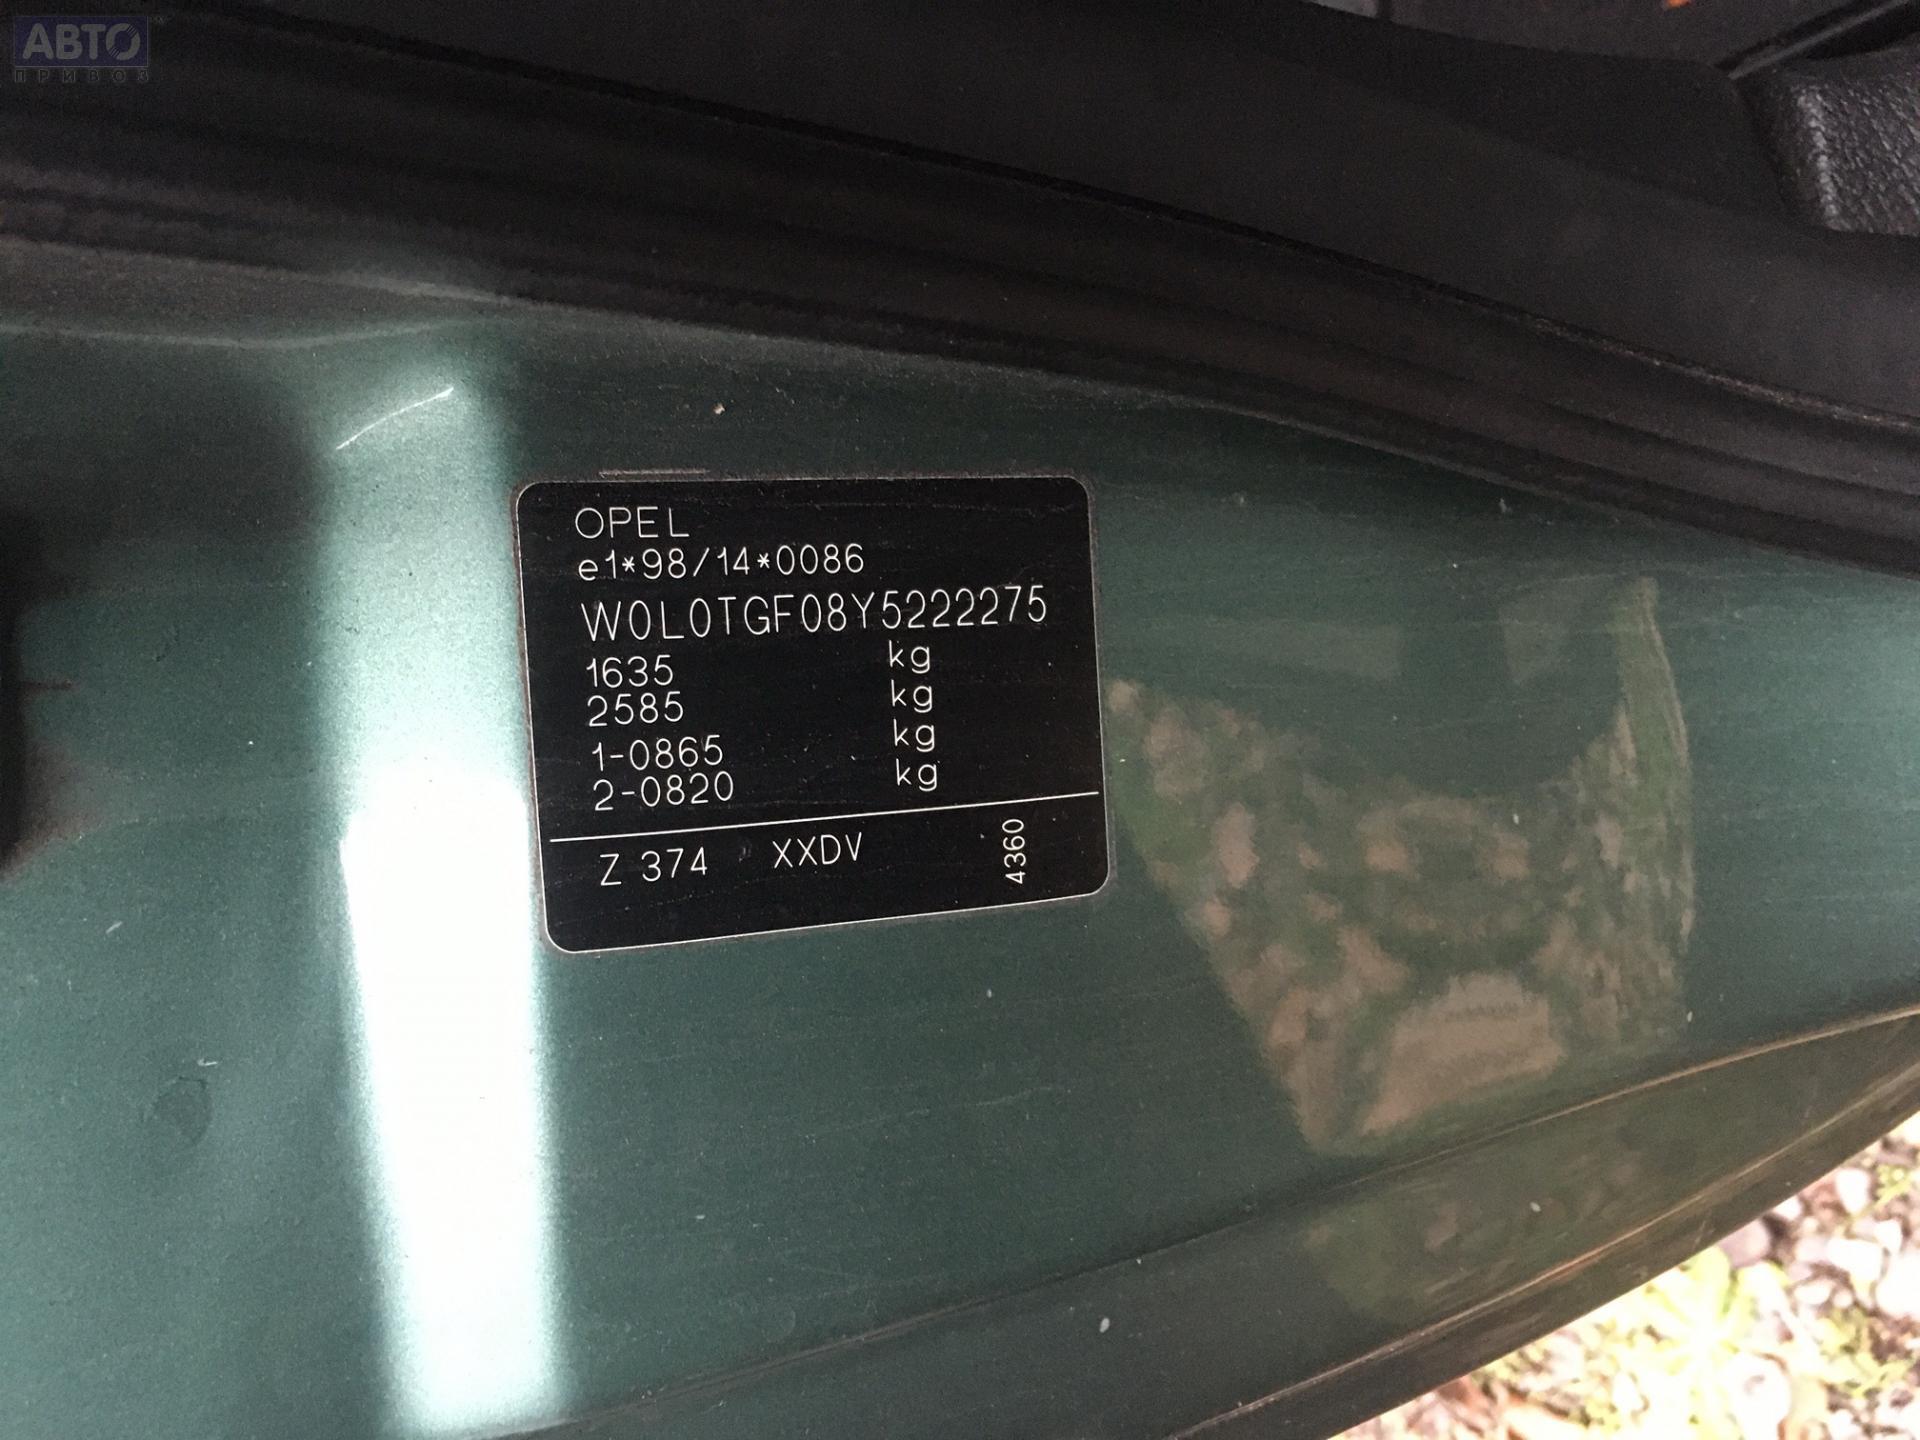 АВТО
ПРИВОЗ
OPEL
e1*98/14*0086
W0L0TGF08Y5222275
1635 kg
2585 kg
1-0865 kg
2-0820 kg
Z 374 XXDV 4360